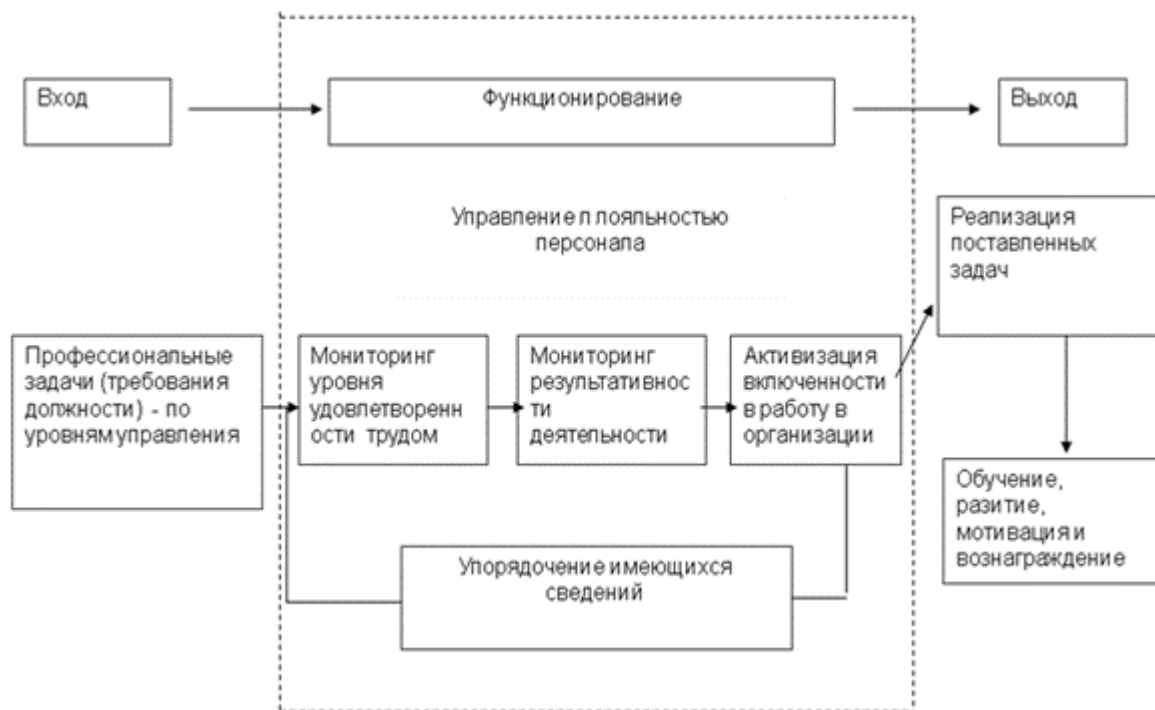 Вход
Функционирование
Выход
Управление п лояльностью
персонапа
Реализация
поставленных
задач
Профессиональные
задачи (требования
должности) - по
уровням управления
Мониторинг
уровня
удовлетворенн
ости трудом
Мониторинг
результативнос
ти
деятельности
Активизация
включенности
в работу в
организации
Обучение,
разитие,
мотивация и
вознаграждение
Упорядочение имеющихся
сведений